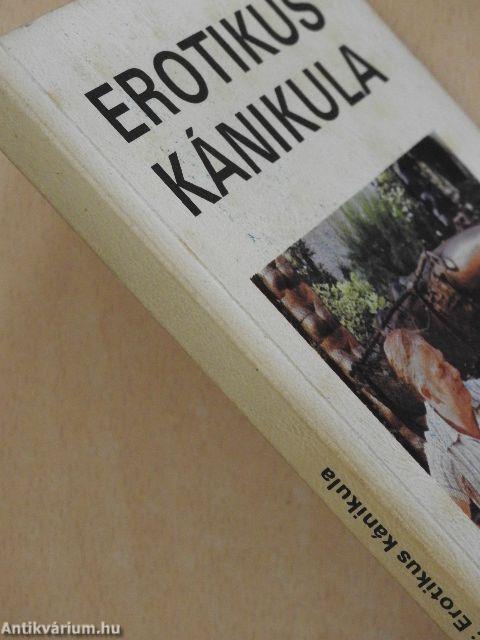 EROTIKUS
KÁNIKULA
: Erotikus kánikula
Antikvárium.hu